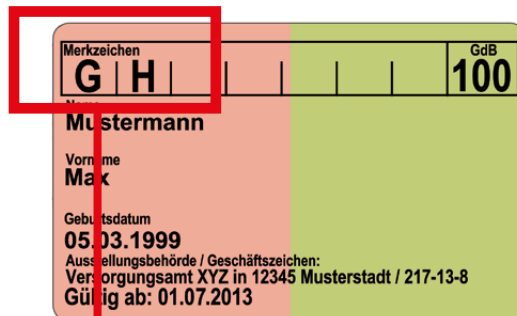 Merkzeichen GdB
G H 100
Name
Mustermann
Vorname
Max
Geburtsdatum
05.03.1999
Ausstellungsbehörde / Geschäftszeichen:
Versorgungsamt XYZ in 12345 Musterstadt / 217-13-8
Gültig ab: 01.07.2013